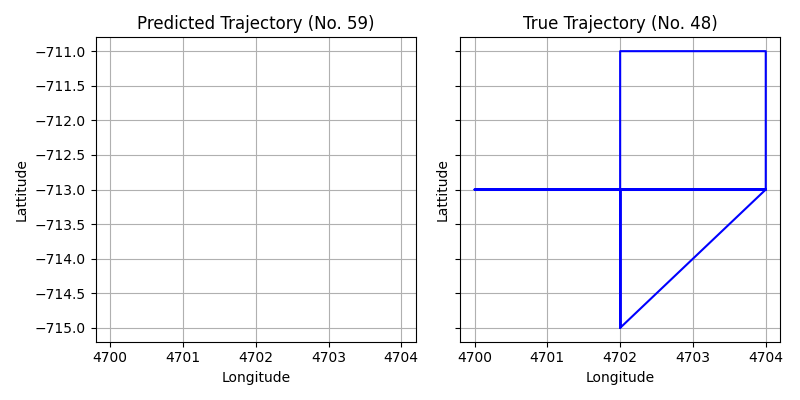 Predicted Trajectory (No. 59)
−711.0
−711.5
−712.0
−712.5
−713.0
−713.5
−714.0
−714.5
−715.0
Lattitude
4700 4701 4702 4703 4704
Longitude
True Trajectory (No. 48)
Lattitude
4700 4701 4702 4703 4704
Longitude